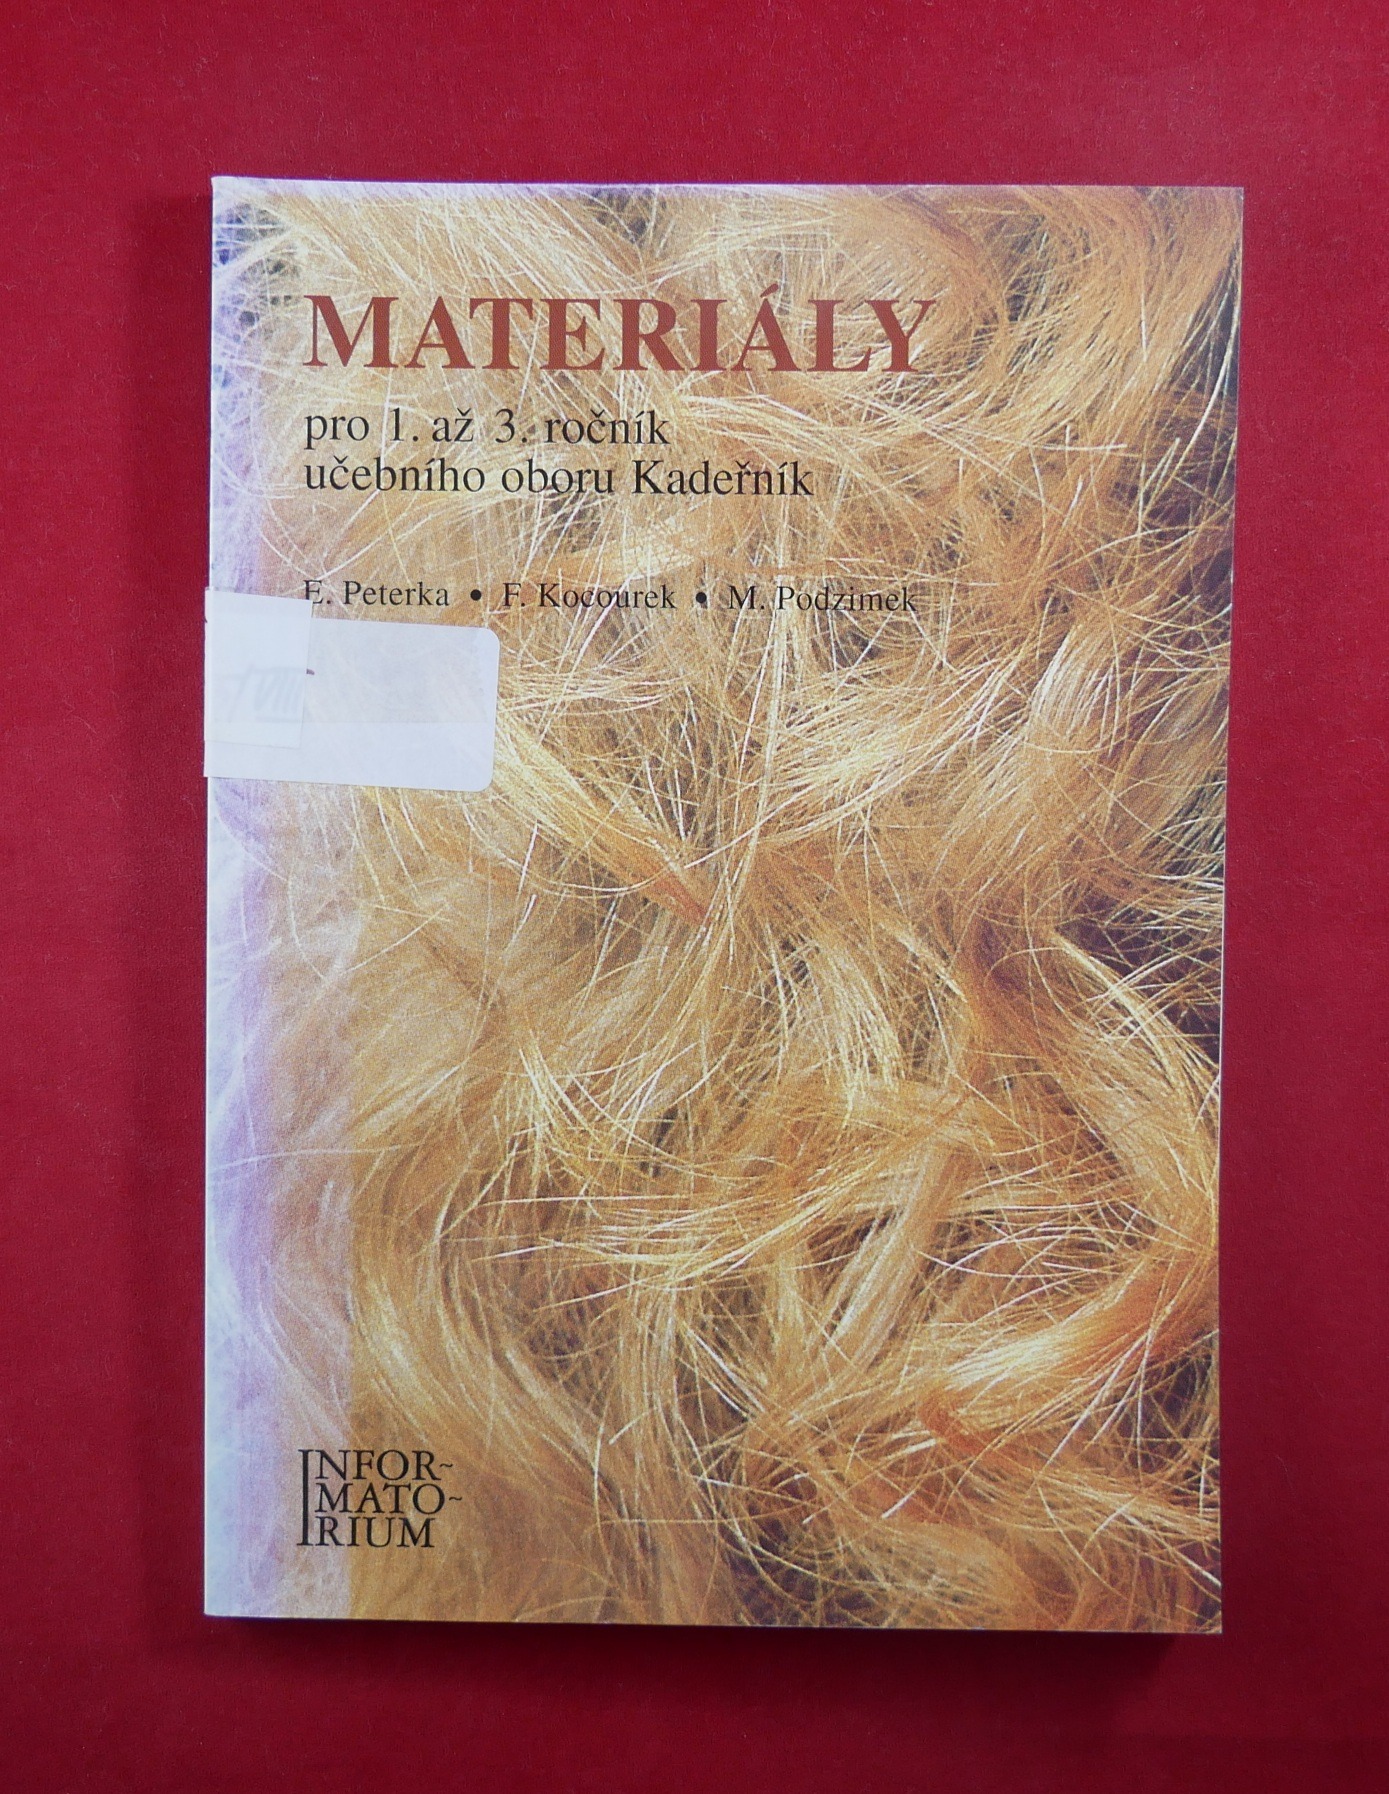 MATERIÁLY
pro 1. až 3. ročník
učebního oboru Kadeřník
E. Peterka • F. Kocourek • M. Podzimek
INFOR~
MATO~
RIUM